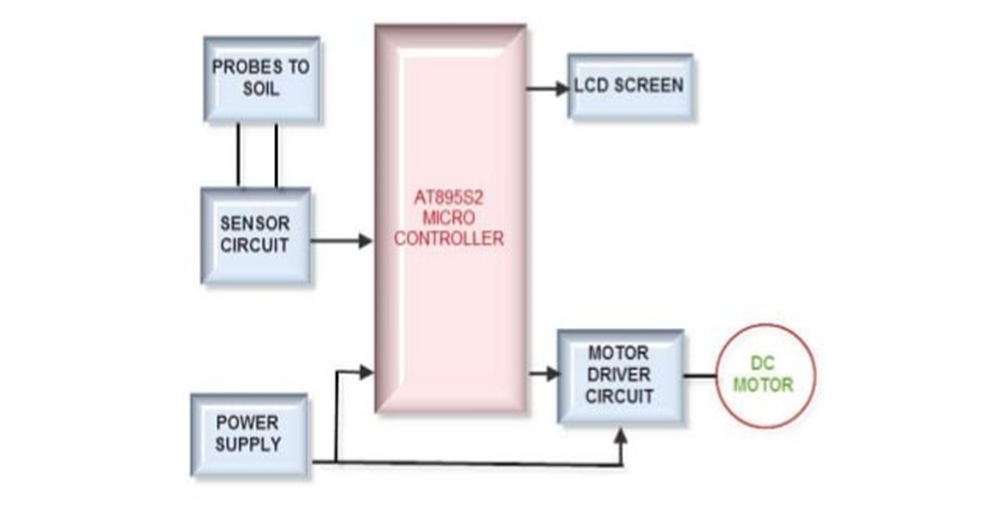 PROBES TO
SOIL
LCD SCREEN
AT895S2
MICRO
CONTROLLER
SENSOR
CIRCUIT
MOTOR
DRIVER
CIRCUIT
DC
MOTOR
POWER
SUPPLY